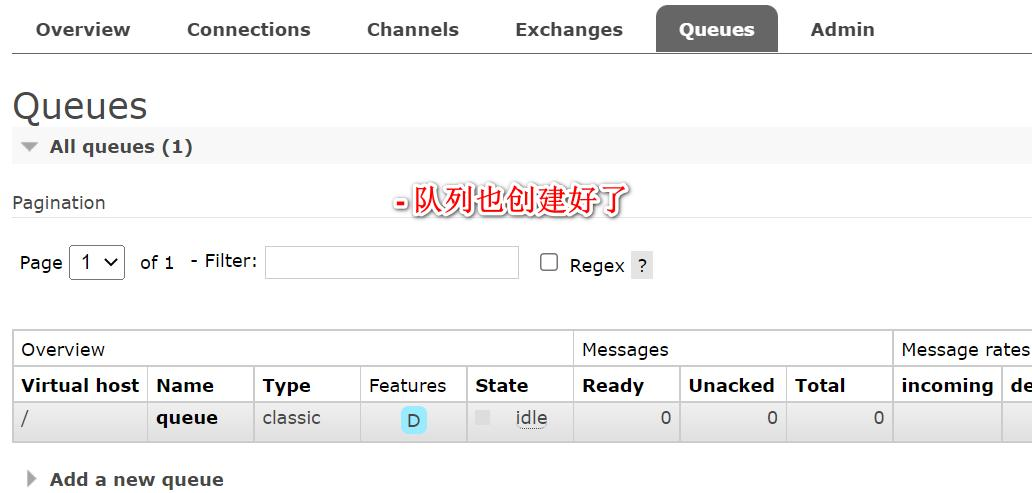 Overview Connections Channels Exchanges Queues Admin
Queues
All queues (1)
Pagination
- 队列也创建好了
Page 1 of 1 - Filter: Regex ?
Overview Messages Message rates
Virtual host Name Type Features State Ready Unacked Total incoming de
/ queue classic D idle 0 0 0
Add a new queue